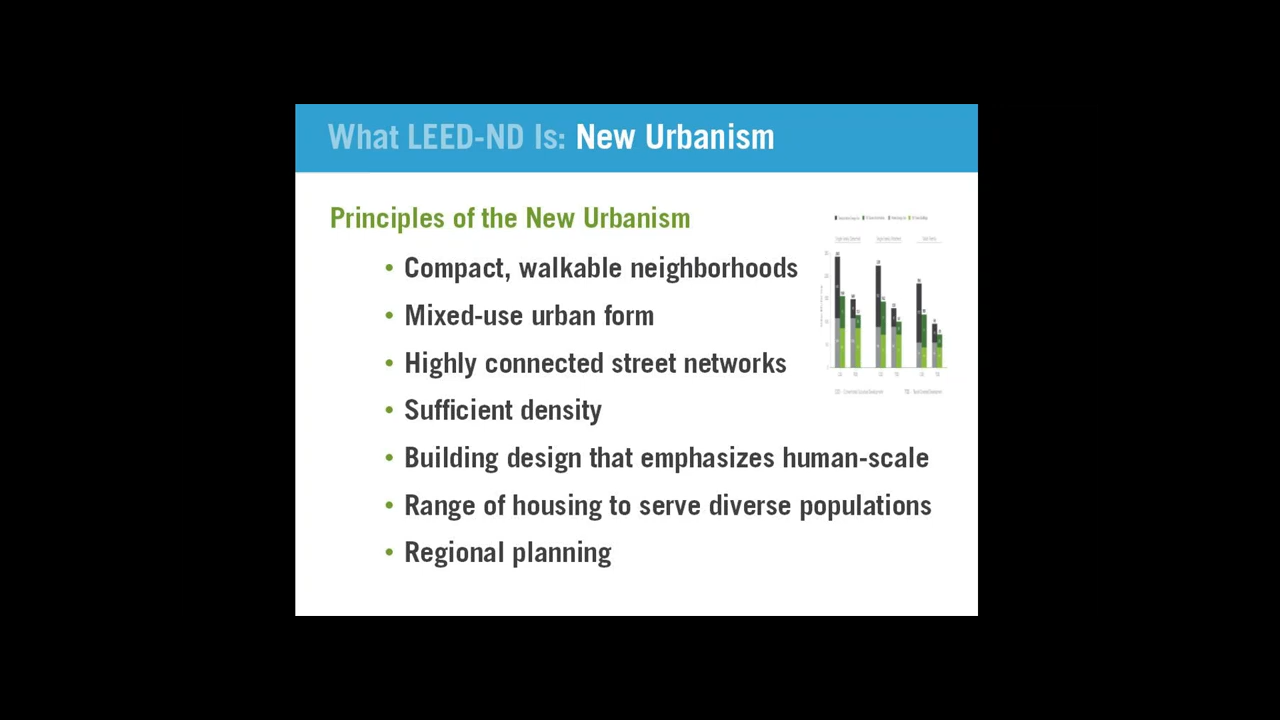 What LEED-ND Is: New Urbanism
Principles of the New Urbanism
• Compact, walkable neighborhoods
• Mixed-use urban form
• Highly connected street networks
• Sufficient density
• Building design that emphasizes human-scale
• Range of housing to serve diverse populations
• Regional planning